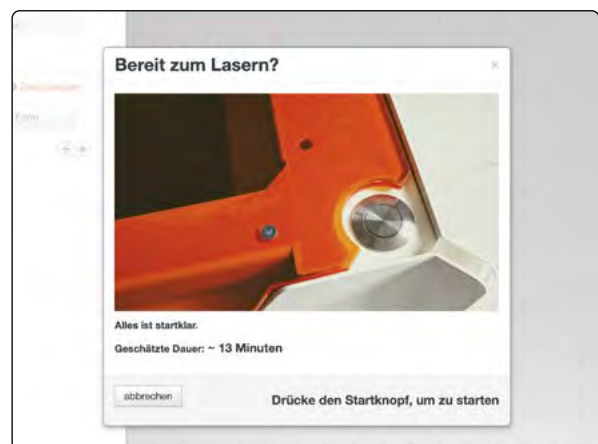 Bereit zum Lasern?
×
Alles ist startklar.
Geschätzte Dauer: ~ 13 Minuten
abbrechen
Drücke den Startknopf, um zu starten